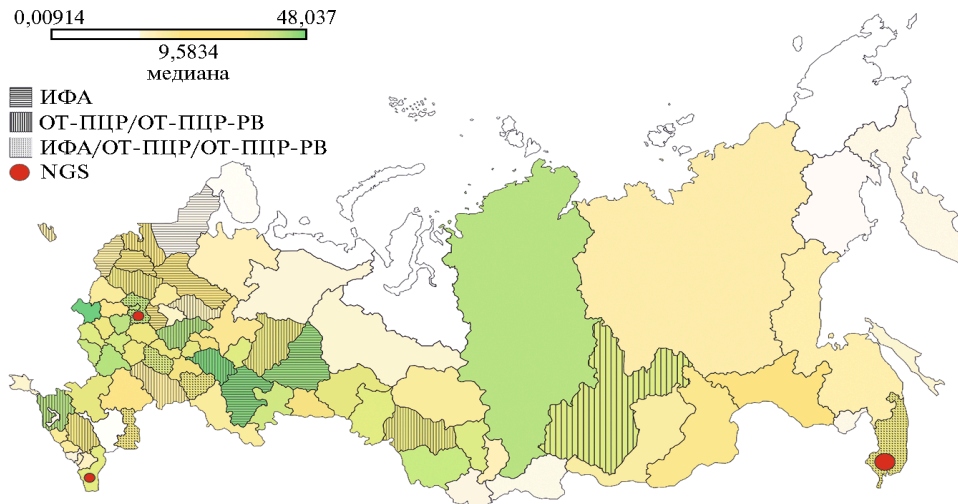 0,00914 48,037
9,5834
медиана
ИФА
ОТ-ПЦР/ОТ-ПЦР-РВ
ИФА/ОТ-ПЦР/ОТ-ПЦР-РВ
NGS